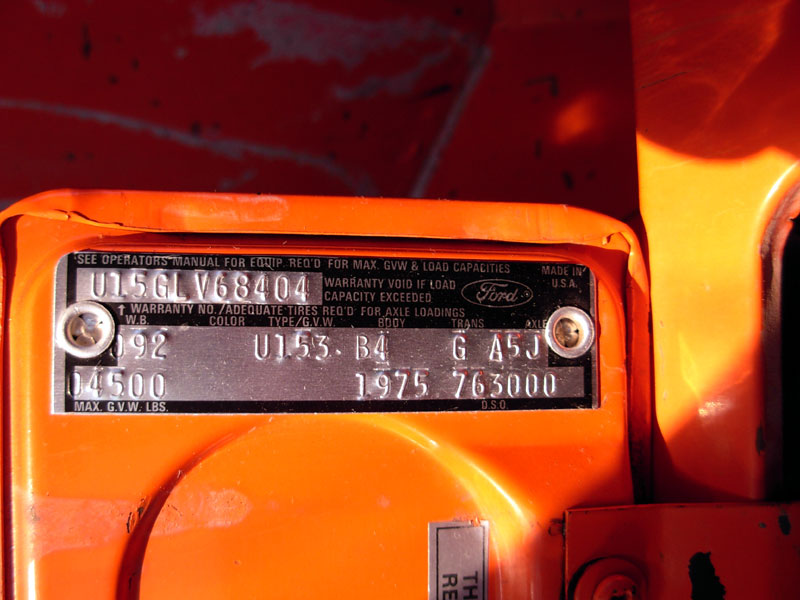 SEE OPERATORS MANUAL FOR EQUIP. REQ'D FOR MAX. GVW & LOAD CAPACITIES
U15GLV68404
WARRANTY VOID IF LOAD
CAPACITY EXCEEDED
Ford
MADE IN
U.S.A.
↑ WARRANTY NO./ADEQUATE TIRES REQ'D FOR AXLE LOADINGS
W.B. COLOR TYPE/G.V.W. BODY TRANS AXLE
092 U153 B4 G A5J
04500 1975 763000
MAX. G.V.W. LBS. D.S.O.
TH
RE